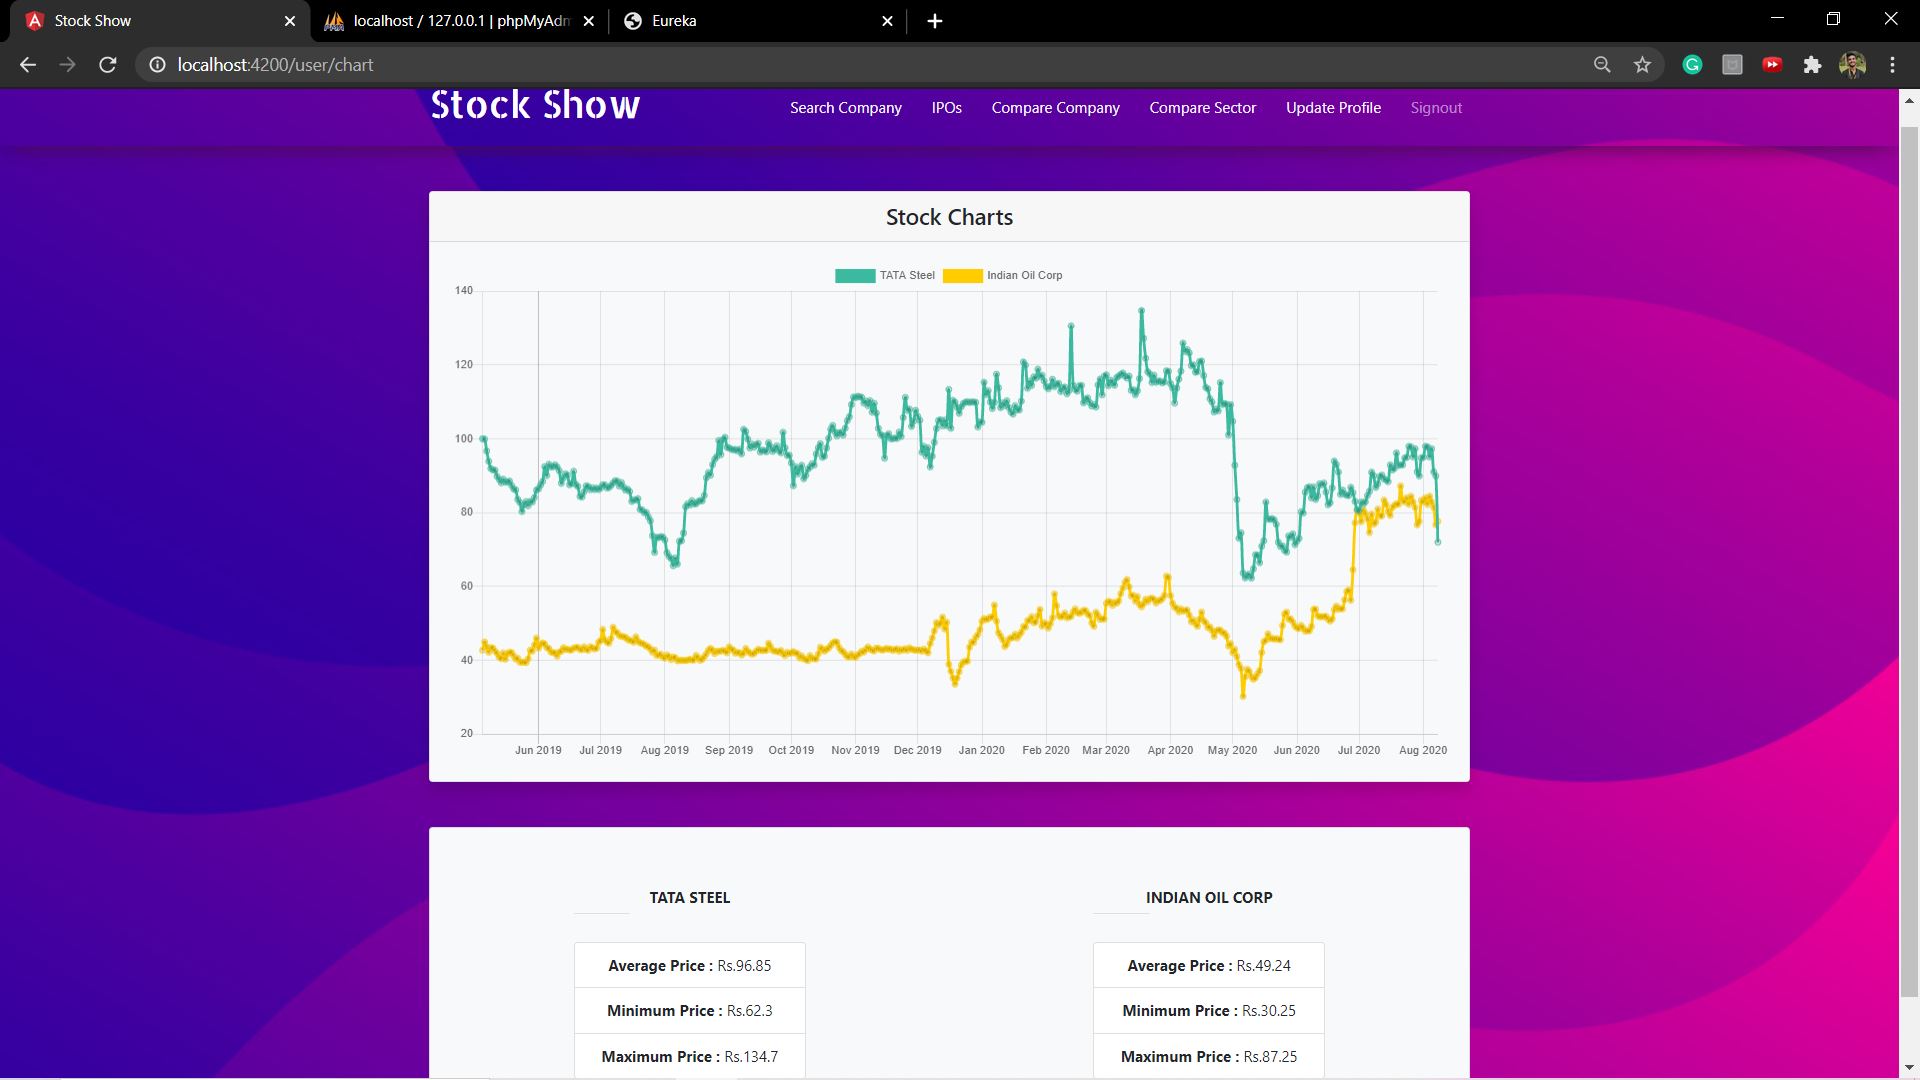 Stock Show
localhost / 127.0.0.1 | phpMyAdm
Eureka
localhost:4200/user/chart
Stock Show
Search Company IPOs Compare Company Compare Sector Update Profile Signout
Stock Charts
TATA Steel Indian Oil Corp
140
120
100
80
60
40
20
Jun 2019 Jul 2019 Aug 2019 Sep 2019 Oct 2019 Nov 2019 Dec 2019 Jan 2020 Feb 2020 Mar 2020 Apr 2020 May 2020 Jun 2020 Jul 2020 Aug 2020
TATA STEEL
Average Price : Rs.96.85
Minimum Price : Rs.62.3
Maximum Price : Rs.134.7
INDIAN OIL CORP
Average Price : Rs.49.24
Minimum Price : Rs.30.25
Maximum Price : Rs.87.25